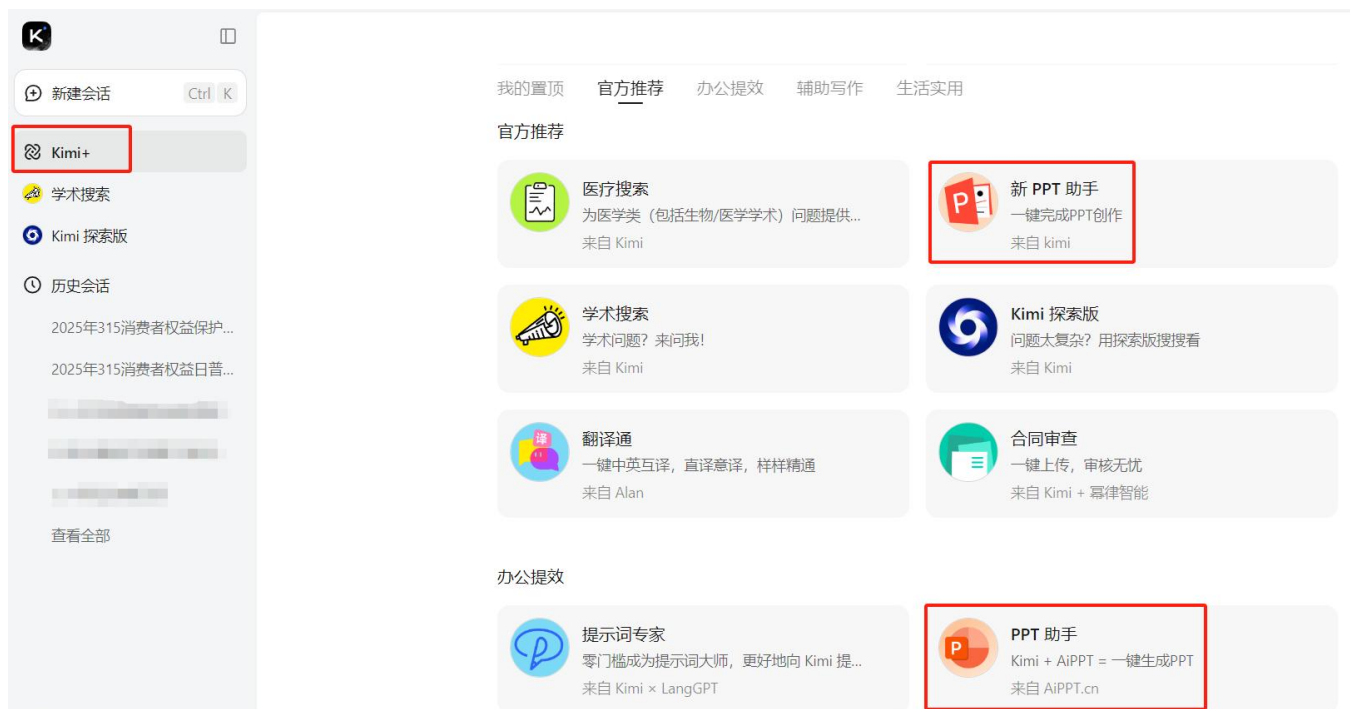 K
新建会话 Ctrl K
Kimi+
学术搜索
Kimi 探索版
历史会话
2025年315消费者权益保护...
2025年315消费者权益日普...
查看全部
我的置顶 官方推荐 办公提效 辅助写作 生活实用
官方推荐
医疗搜索
为医学类（包括生物/医学学术）问题提供...
来自 Kimi
P
新 PPT 助手
一键完成PPT创作
来自 kimi
学术搜索
学术问题？来问我!
来自 Kimi
Kimi 探索版
问题太复杂？用探索版搜搜看
来自 Kimi
译
翻译通
一键中英互译，直译意译，样样精通
来自 Alan
合同审查
一键上传，审核无忧
来自 Kimi + 幂律智能
办公提效
提示词专家
零门槛成为提示词大师，更好地向 Kimi 提...
来自 Kimi × LangGPT
P
PPT 助手
Kimi + AiPPT = 一键生成PPT
来自 AiPPT.cn